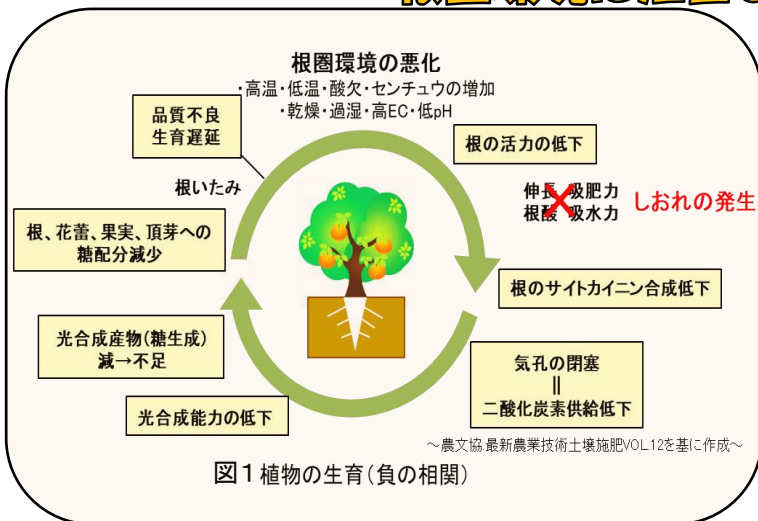 根圏環境の悪化
・高温・低温・酸欠・センチュウの増加
・乾燥・過湿・高EC・低pH
品質不良
生育遅延
根の活力の低下
根いたみ
伸長 吸肥力
根酸 吸水力
しおれの発生
根、花蕾、果実、頂芽への
糖配分減少
根のサイトカイニン合成低下
光合成産物(糖生成)
減→不足
気孔の閉塞
||
二酸化炭素供給低下
光合成能力の低下
～農文協.最新農業技術土壌施肥VOL.12を基に作成～
図1 植物の生育(負の相関)